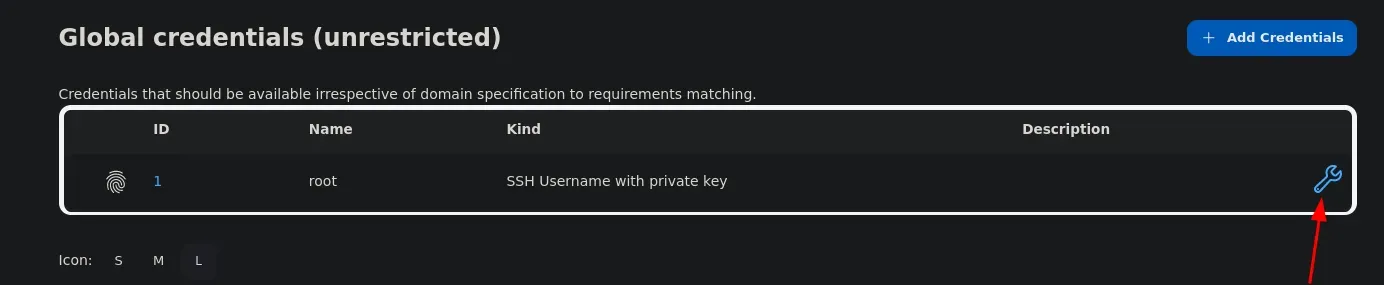 Global credentials (unrestricted)
+ Add Credentials
Credentials that should be available irrespective of domain specification to requirements matching.
ID Name Kind Description
1 root SSH Username with private key
Icon: S M L